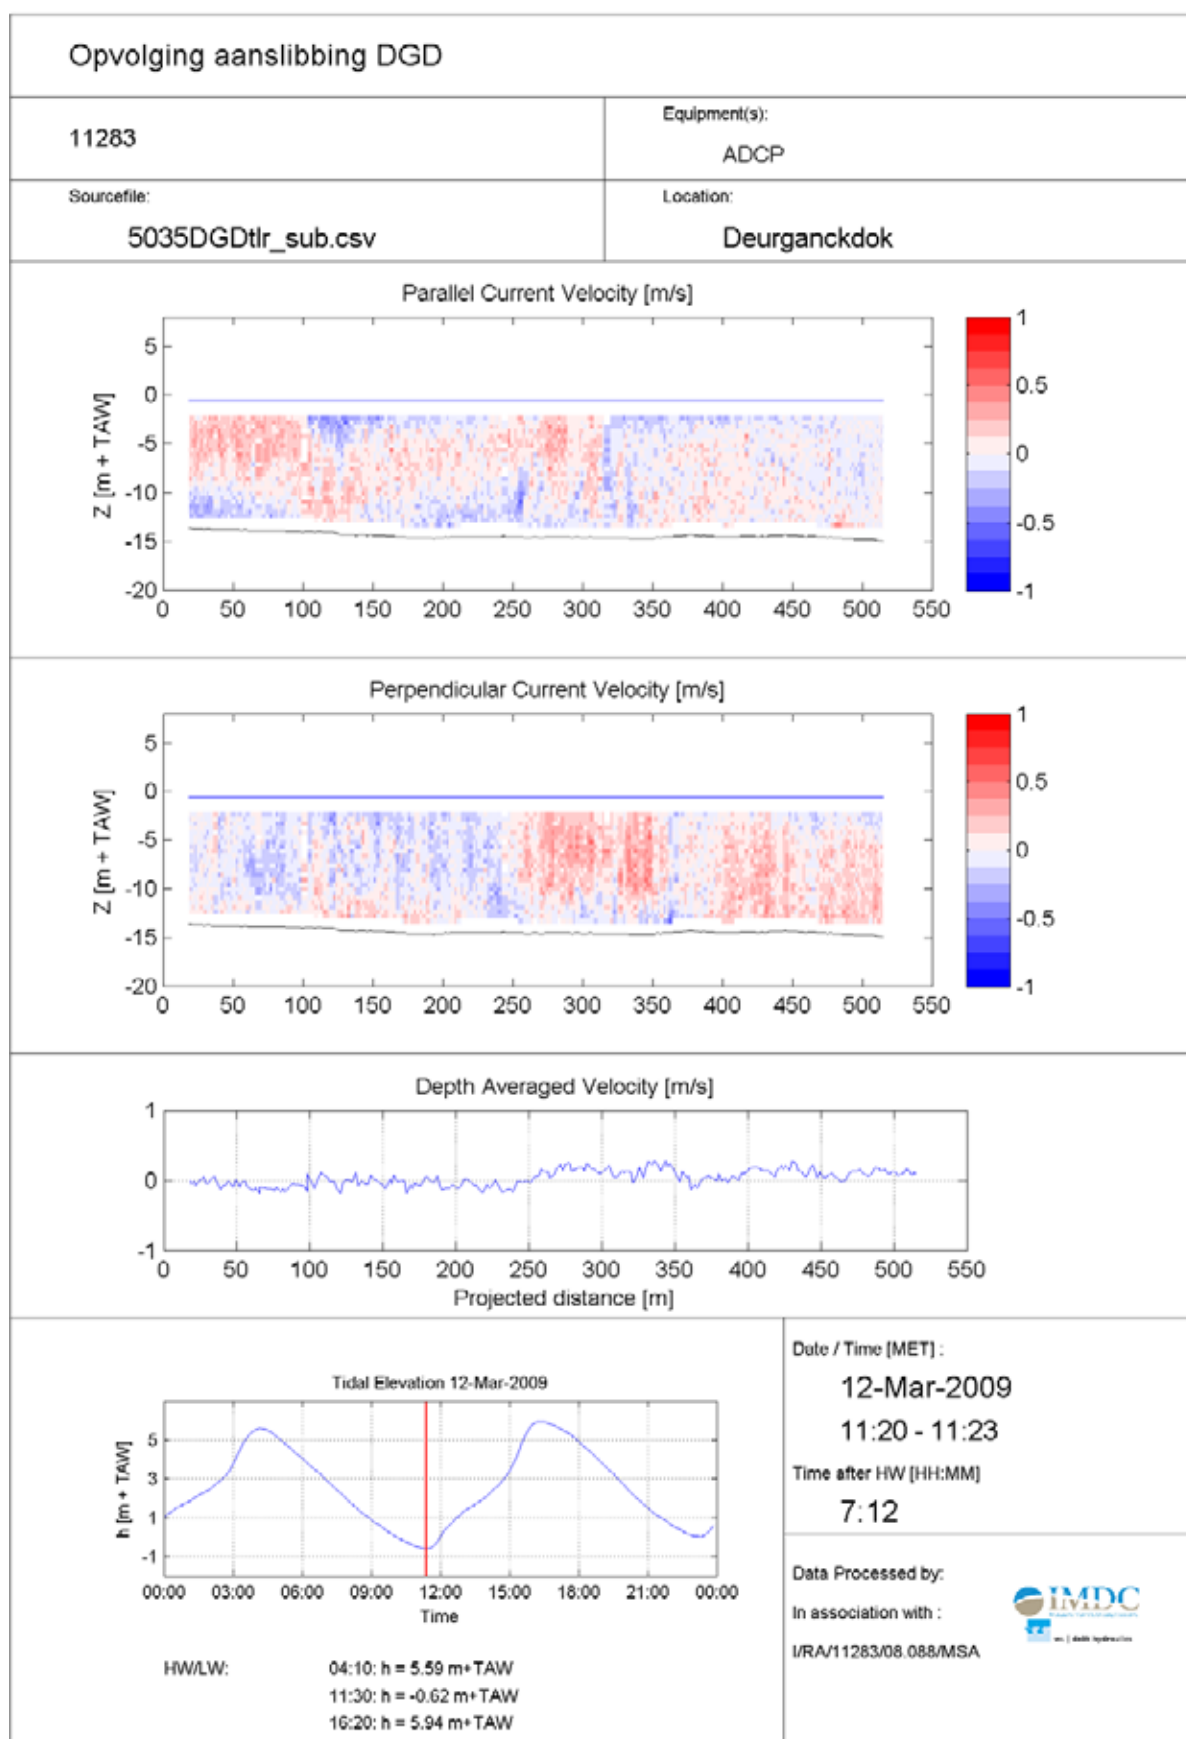 Opvolging aanslibbing DGD
11283
Equipment(s):
ADCP
Sourcefile:
5035DGDtlr_sub.csv
Location:
Deurganckdok
Parallel Current Velocity [m/s]
Z [m + TAW]
5
0
-5
-10
-15
-20
0 50 100 150 200 250 300 350 400 450 500 550
1
0.5
0
-0.5
-1
Perpendicular Current Velocity [m/s]
Z [m + TAW]
5
0
-5
-10
-15
-20
0 50 100 150 200 250 300 350 400 450 500 550
1
0.5
0
-0.5
-1
Depth Averaged Velocity [m/s]
1
0
-1
0 50 100 150 200 250 300 350 400 450 500 550
Projected distance [m]
Tidal Elevation 12-Mar-2009
h [m + TAW]
5
3
1
-1
00:00 03:00 06:00 09:00 12:00 15:00 18:00 21:00 00:00
Time
HW/LW:
04:10: h = 5.59 m+TAW
11:30: h = -0.62 m+TAW
16:20: h = 5.94 m+TAW
Date / Time [MET] :
12-Mar-2009
11:20 - 11:23
Time after HW [HH:MM]
7:12
Data Processed by:
IMDC
In association with :
wl | delft hydraulics
I/RA/11283/08.088/MSA